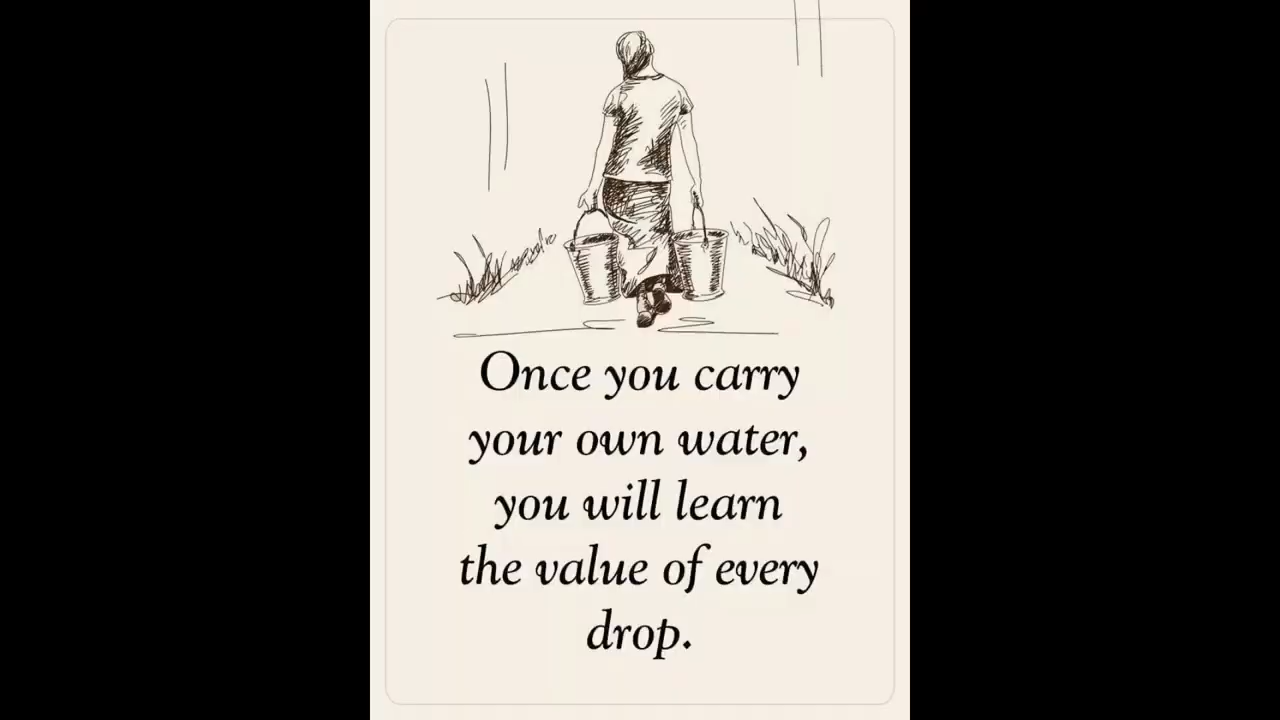 Once you carry
your own water,
you will learn
the value of every
drop.